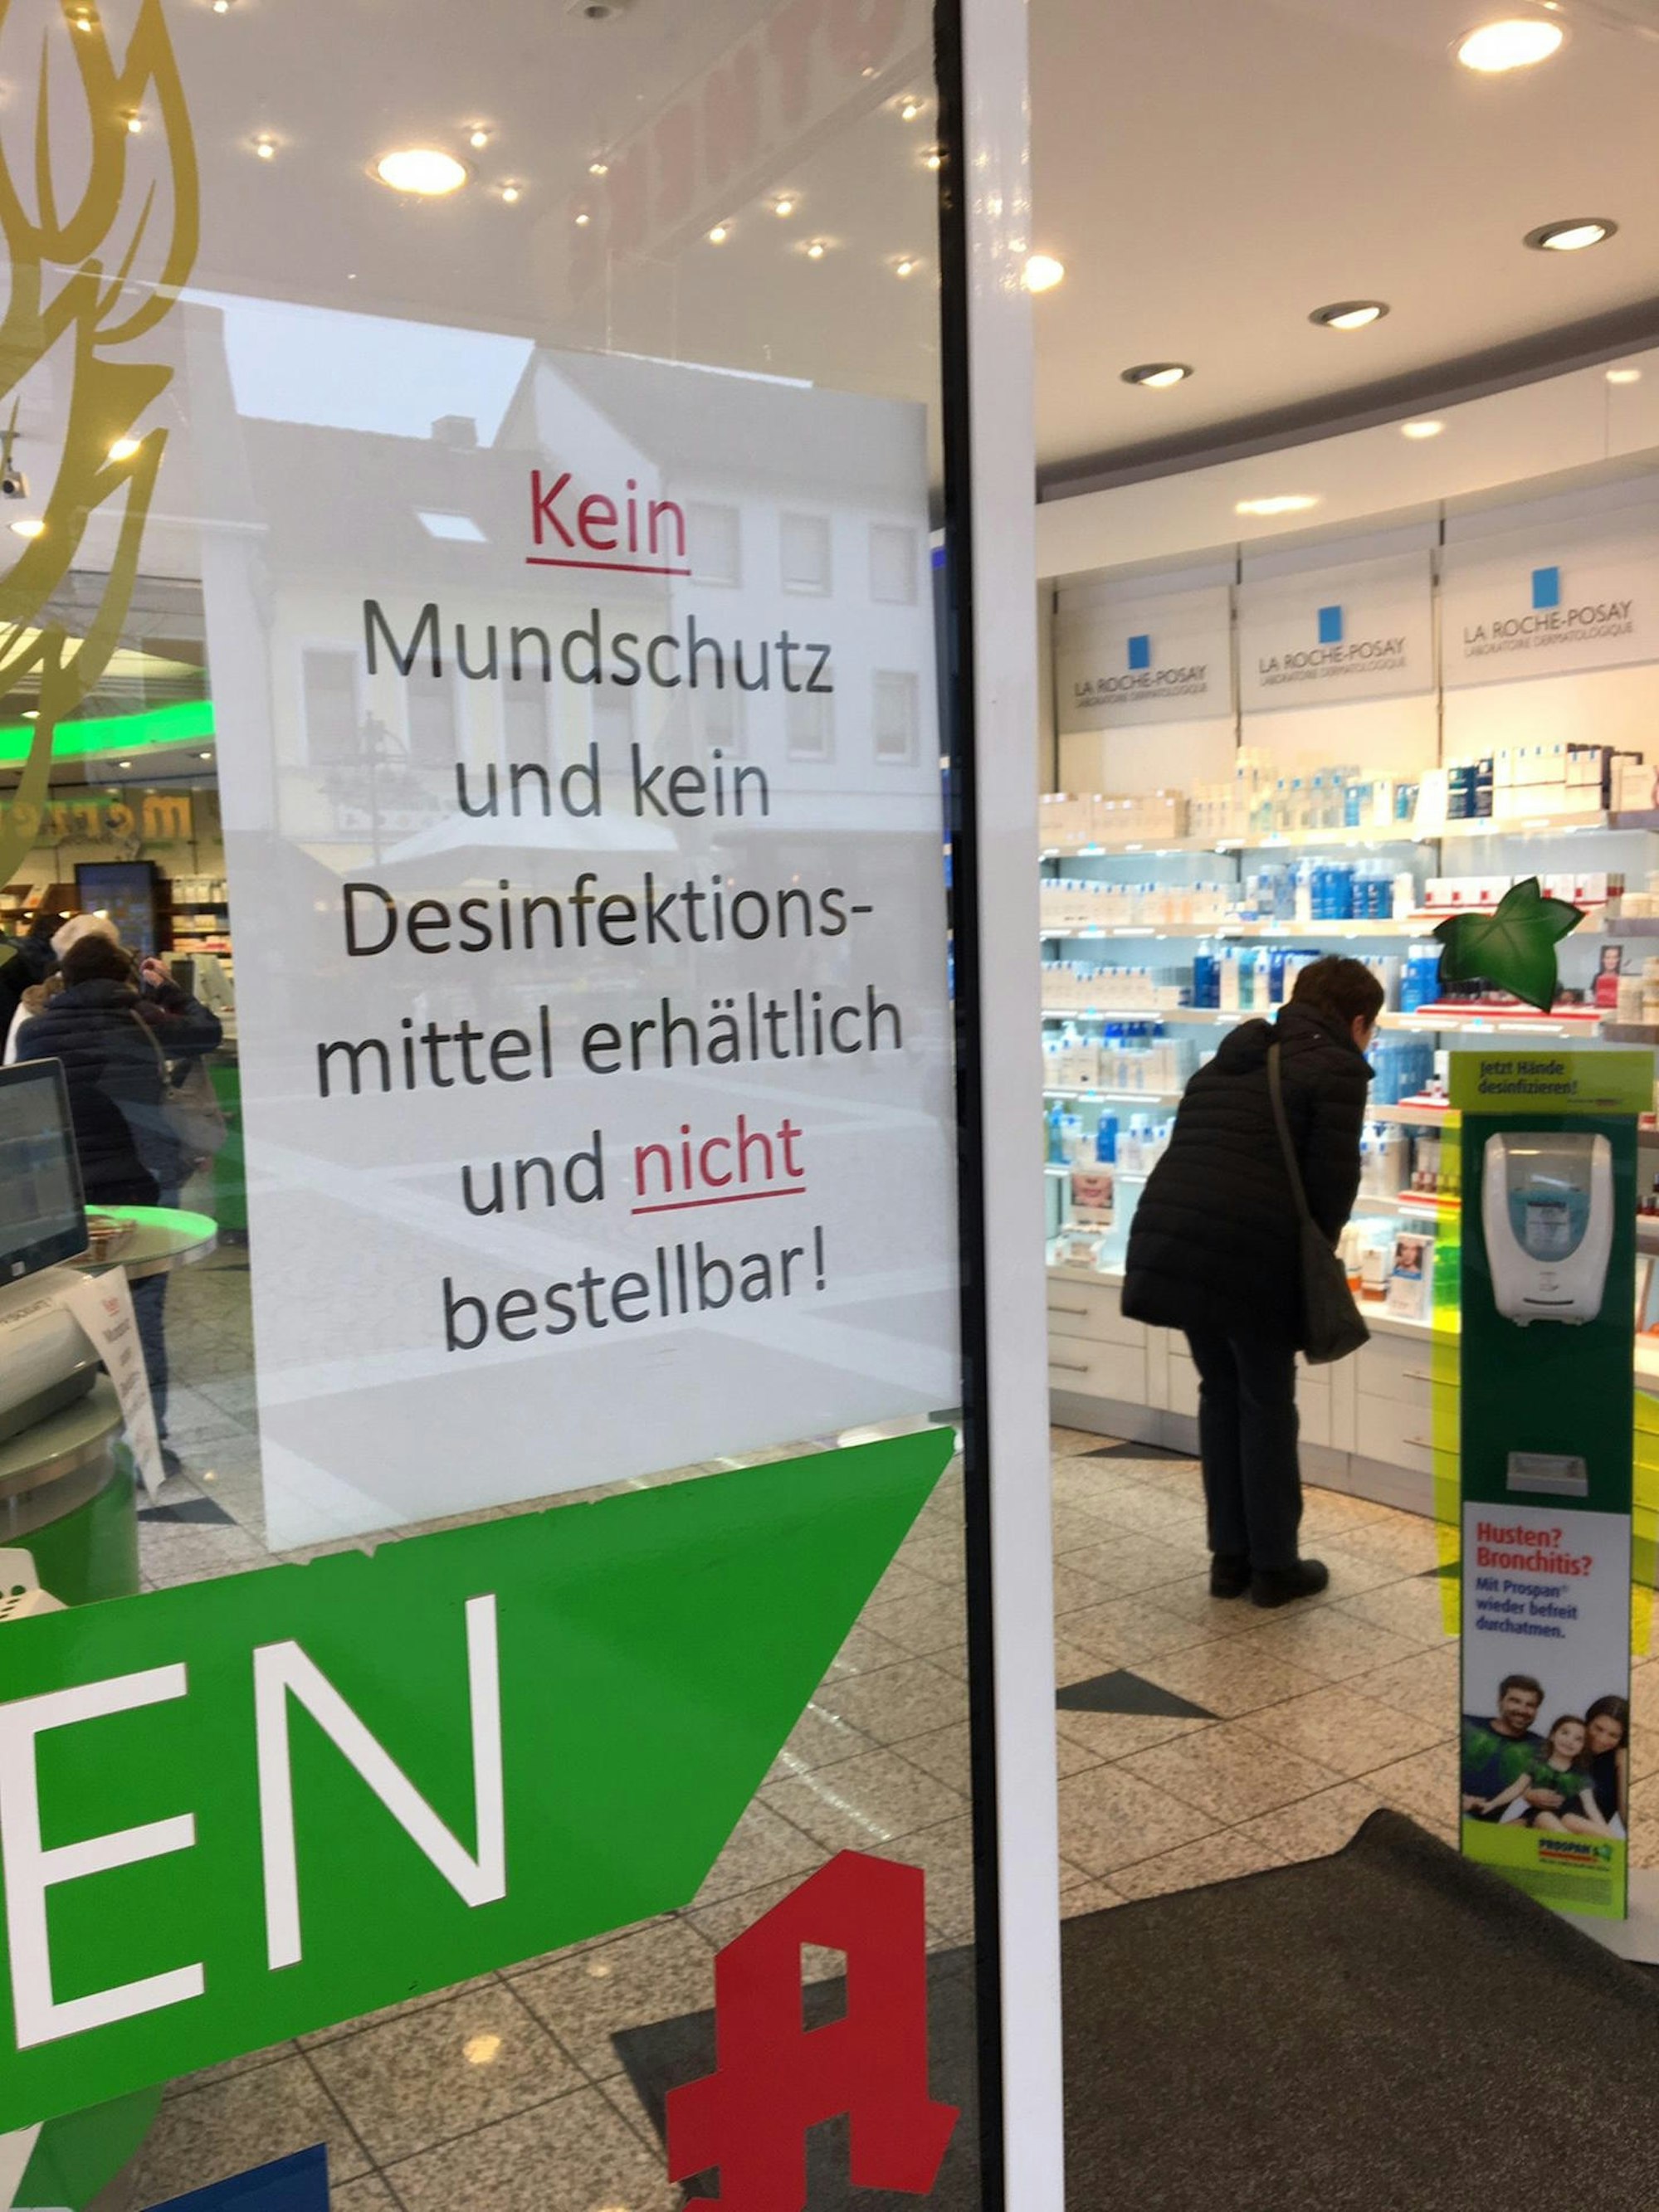 Kein
Mundschutz
und kein
Desinfektions-
mittel erhältlich
und nicht
bestellbar!
EN
LA ROCHE-POSAY
LABORATOIRE DERMATOLOGIQUE
LA ROCHE-POSAY
LABORATOIRE DERMATOLOGIQUE
LA ROCHE-POSAY
LABORATOIRE DERMATOLOGIQUE
Jetzt Hände
desinfizieren!
Husten?
Bronchitis?
Mit Prospan®
wieder befreit
durchatmen.
PROSPAN